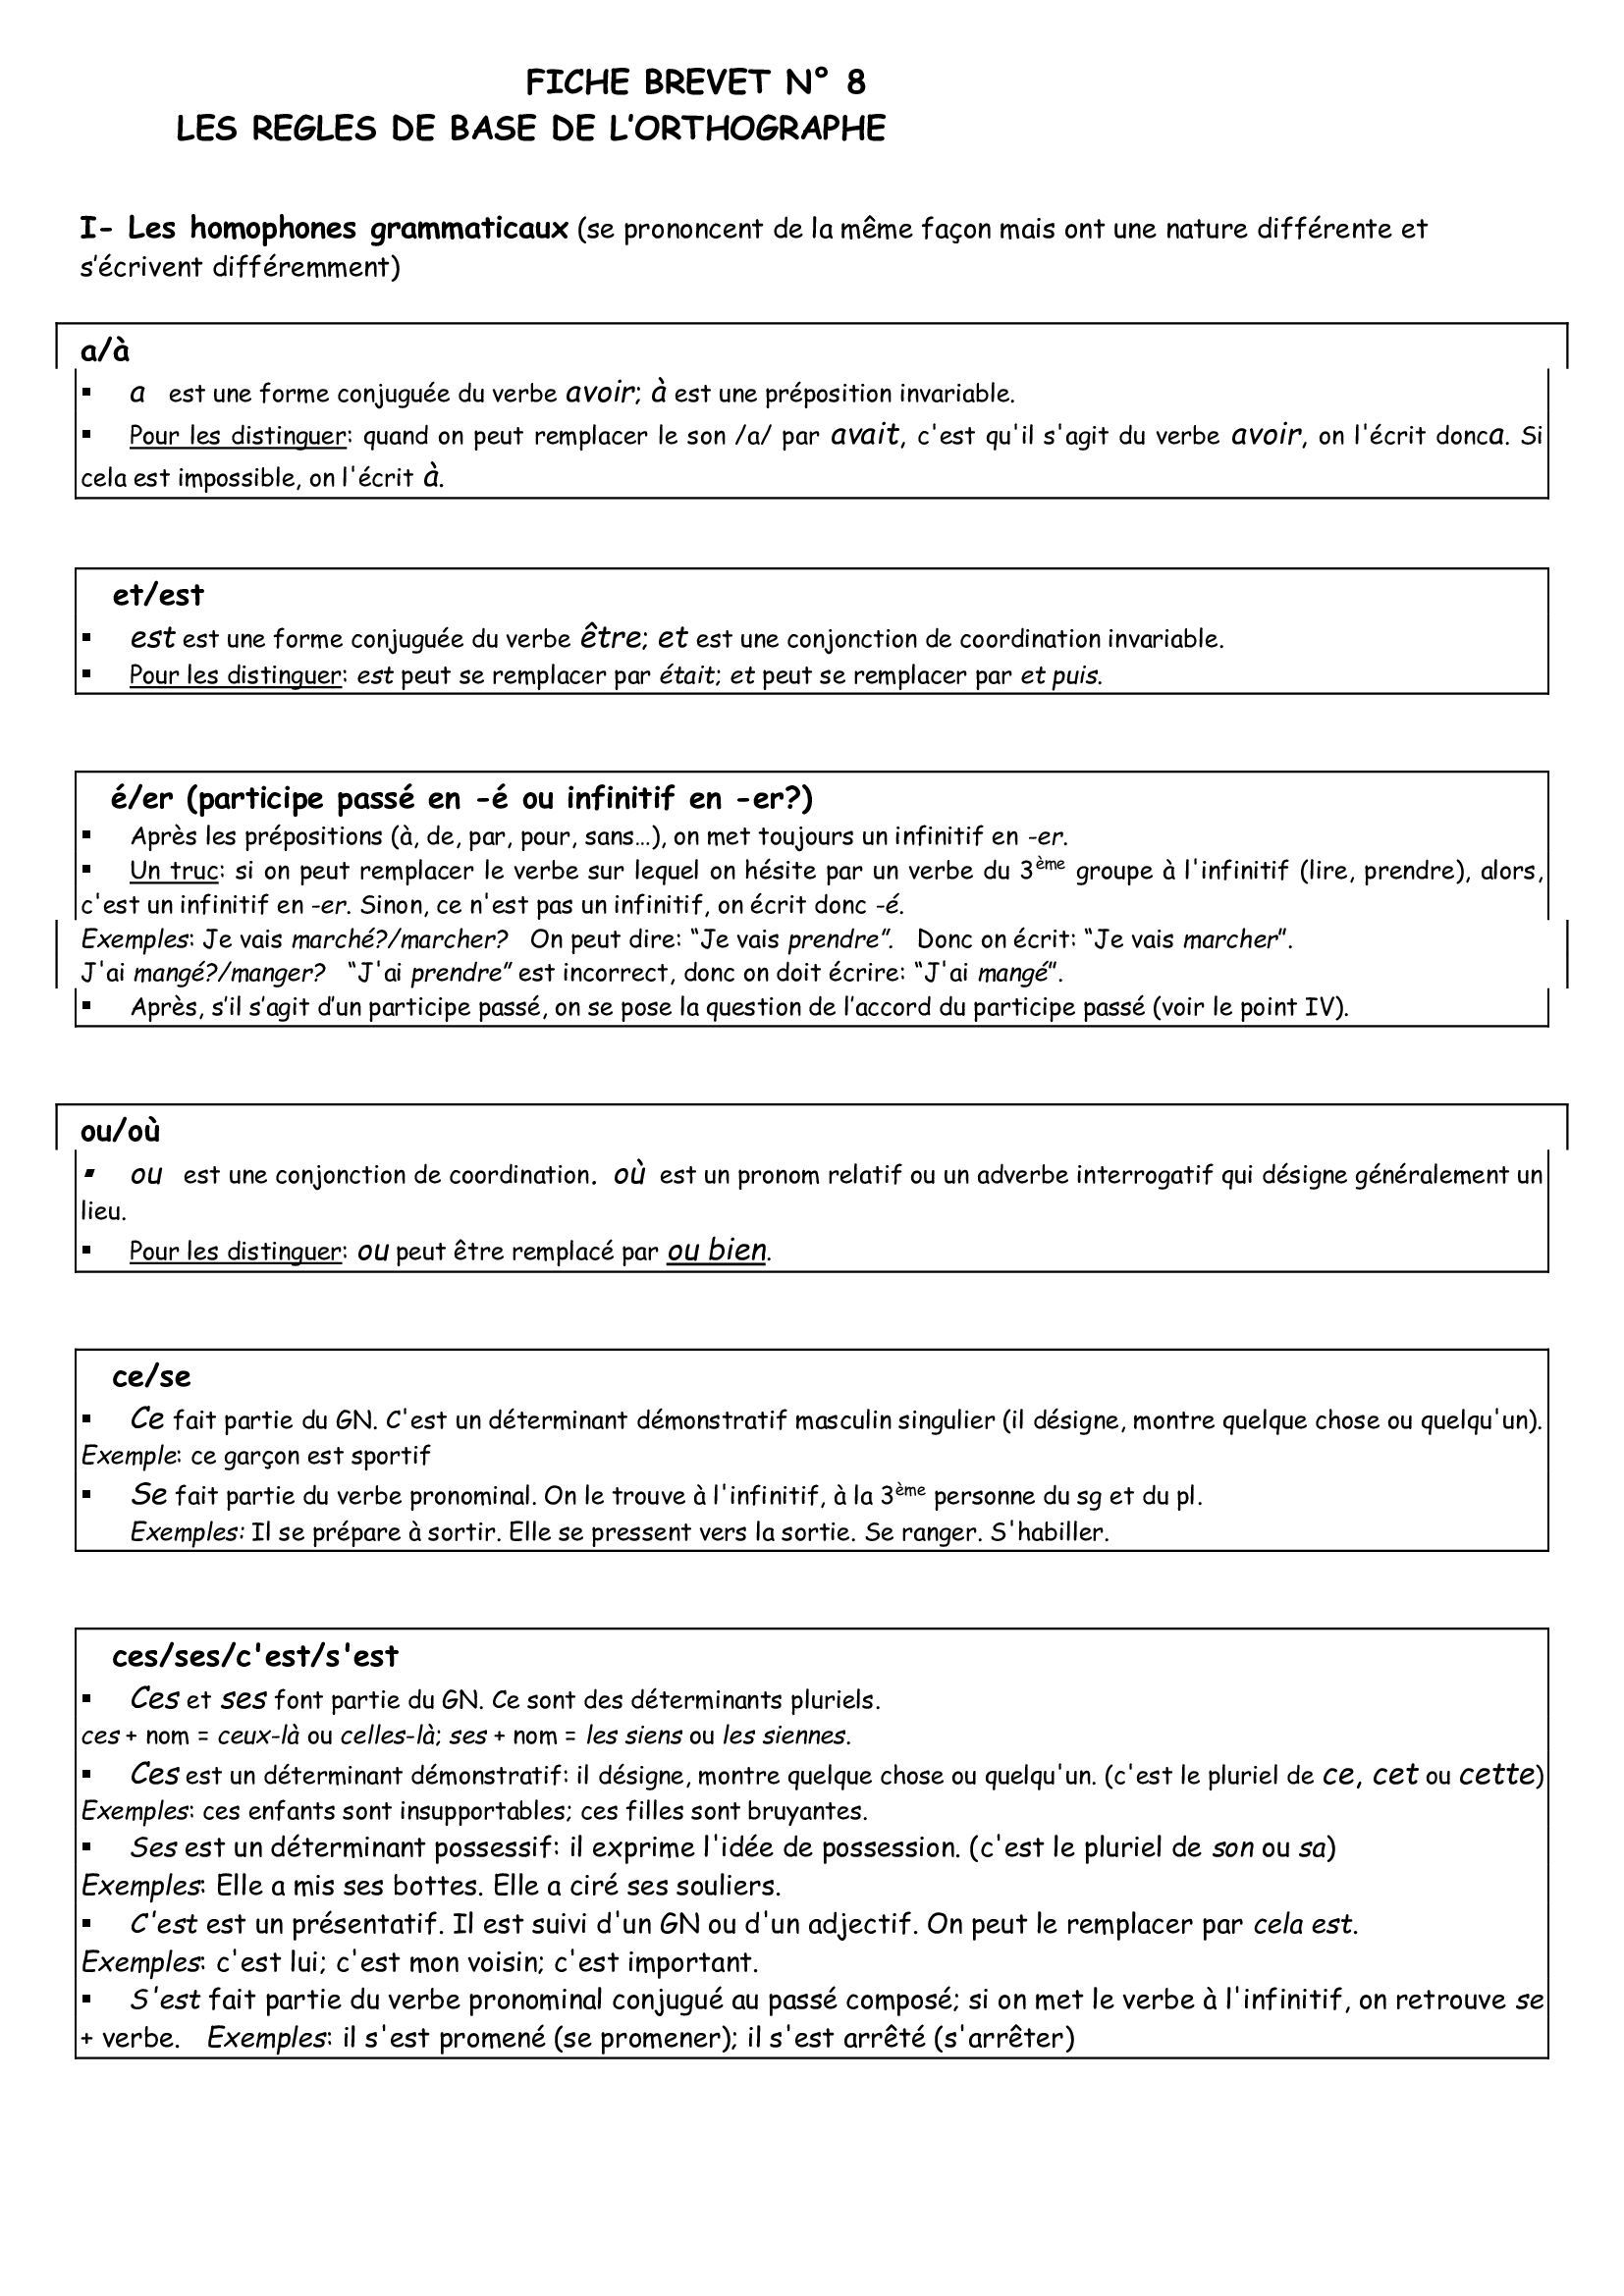 FICHE BREVET N° 8
LES REGLES DE BASE DE L’ORTHOGRAPHE
I- Les homophones grammaticaux (se prononcent de la même façon mais ont une nature différente et
s’écrivent différemment)
a/à
▪ a est une forme conjuguée du verbe avoir; à est une préposition invariable.
▪ Pour les distinguer: quand on peut remplacer le son /a/ par avait, c'est qu'il s'agit du verbe avoir, on l'écrit donca. Si
cela est impossible, on l'écrit à.
et/est
▪ est est une forme conjuguée du verbe être; et est une conjonction de coordination invariable.
▪ Pour les distinguer: est peut se remplacer par était; et peut se remplacer par et puis.
é/er (participe passé en -é ou infinitif en -er?)
▪ Après les prépositions (à, de, par, pour, sans…), on met toujours un infinitif en -er.
▪ Un truc: si on peut remplacer le verbe sur lequel on hésite par un verbe du 3ème groupe à l'infinitif (lire, prendre), alors,
c'est un infinitif en -er. Sinon, ce n'est pas un infinitif, on écrit donc -é.
Exemples: Je vais marché?/marcher? On peut dire: “Je vais prendre”. Donc on écrit: “Je vais marcher”.
J'ai mangé?/manger? “J'ai prendre” est incorrect, donc on doit écrire: “J'ai mangé”.
▪ Après, s’il s’agit d’un participe passé, on se pose la question de l’accord du participe passé (voir le point IV).
ou/où
▪ ou est une conjonction de coordination. où est un pronom relatif ou un adverbe interrogatif qui désigne généralement un
lieu.
▪ Pour les distinguer: ou peut être remplacé par ou bien.
ce/se
▪ Ce fait partie du GN. C'est un déterminant démonstratif masculin singulier (il désigne, montre quelque chose ou quelqu'un).
Exemple: ce garçon est sportif
▪ Se fait partie du verbe pronominal. On le trouve à l'infinitif, à la 3ème personne du sg et du pl.
Exemples: Il se prépare à sortir. Elle se pressent vers la sortie. Se ranger. S'habiller.
ces/ses/c'est/s'est
▪ Ces et ses font partie du GN. Ce sont des déterminants pluriels.
ces + nom = ceux-là ou celles-là; ses + nom = les siens ou les siennes.
▪ Ces est un déterminant démonstratif: il désigne, montre quelque chose ou quelqu'un. (c'est le pluriel de ce, cet ou cette)
Exemples: ces enfants sont insupportables; ces filles sont bruyantes.
▪ Ses est un déterminant possessif: il exprime l'idée de possession. (c'est le pluriel de son ou sa)
Exemples: Elle a mis ses bottes. Elle a ciré ses souliers.
▪ C'est est un présentatif. Il est suivi d'un GN ou d'un adjectif. On peut le remplacer par cela est.
Exemples: c'est lui; c'est mon voisin; c'est important.
▪ S'est fait partie du verbe pronominal conjugué au passé composé; si on met le verbe à l'infinitif, on retrouve se
+ verbe. Exemples: il s'est promené (se promener); il s'est arrêté (s'arrêter)